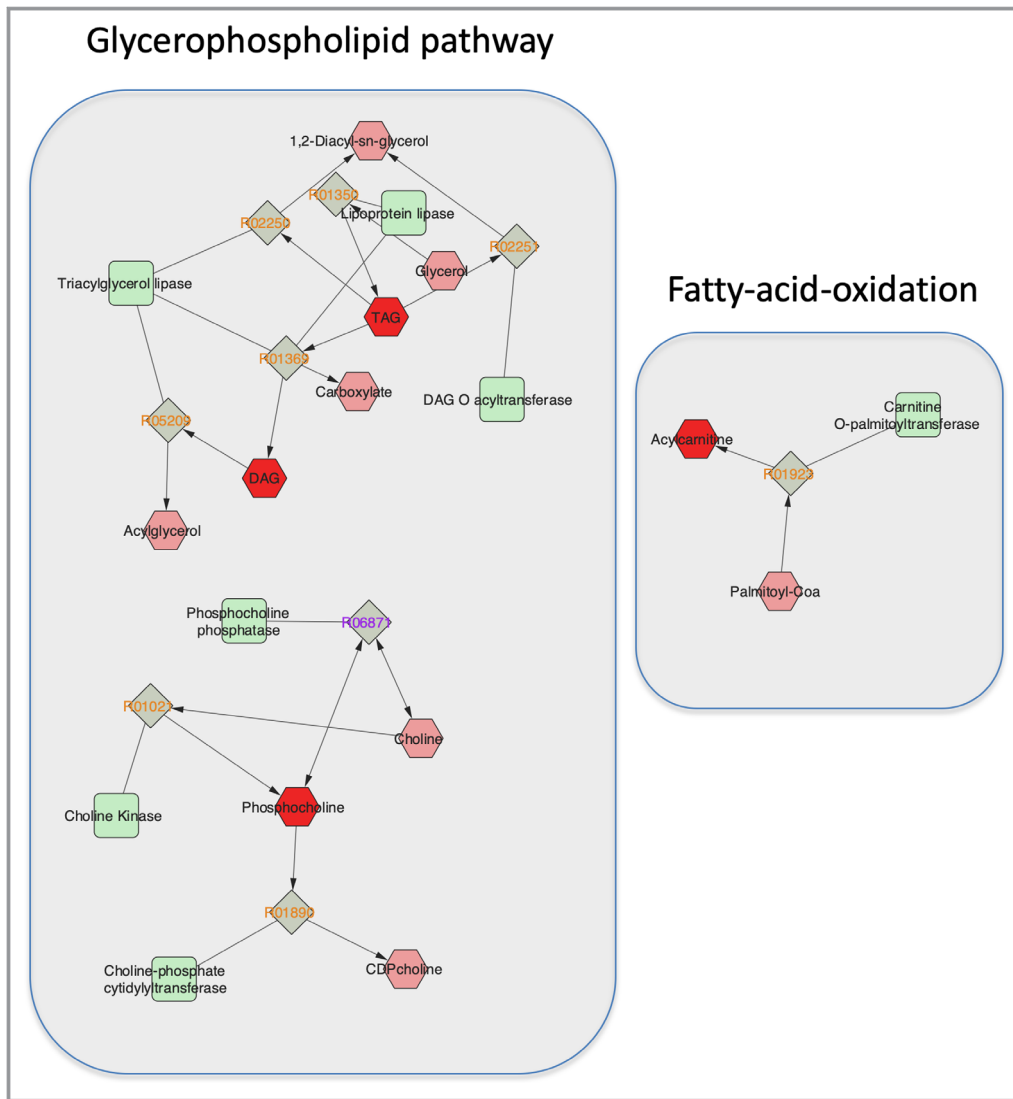 Glycerophospholipid pathway
1,2-Diacyl-sn-glycerol
R01350
Lipoprotein lipase
R02250
R02251
Glycerol
Triacylglycerol lipase
TAG
R01369
Carboxylate
DAG O acyltransferase
R05209
DAG
Acylglycerol
Phosphocholine
phosphatase
R06871
R01021
Choline
Phosphocholine
Choline Kinase
R01890
Choline-phosphate
cytidylyltransferase
CDPcholine
Fatty-acid-oxidation
Carnitine
O-palmitoyltransferase
Acylcarnitine
R01923
Palmitoyl-Coa